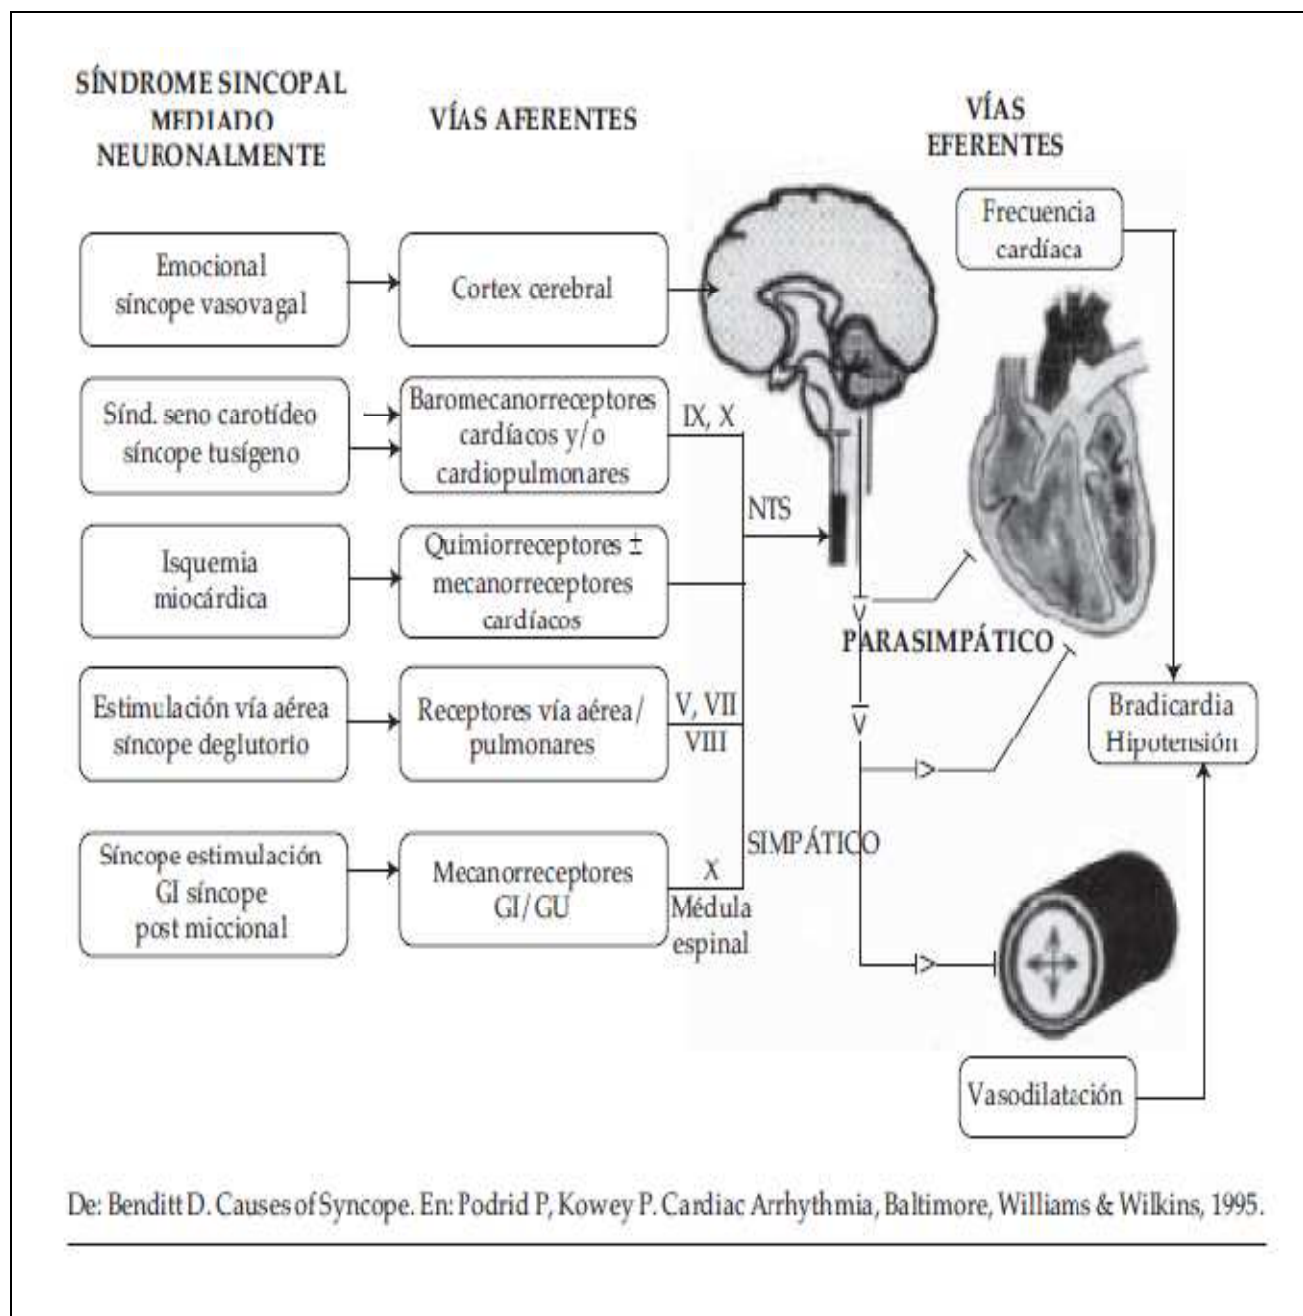 SÍNDROME SINCOPAL
MEDIADO
NEURONALMENTE
VÍAS AFERENTES
VÍAS
EFERENTES
Emocional
síncope vasovagal
Cortex cerebral
Frecuencia
cardíaca
Sínd. seno carotídeo
síncope tusígeno
Baromecanorreceptores
cardíacos y/o
cardiopulmonares
IX, X
NTS
Isquemia
miocárdica
Quimiorreceptores ±
mecanorreceptores
cardíacos
PARASIMPÁTICO
Estimulación vía aérea
síncope deglutorio
Receptores vía aérea/
pulmonares
V, VII
VIII
Bradicardia
Hipotensión
Síncope estimulación
GI síncope
post miccional
Mecanorreceptores
GI/GU
SIMPÁTICO
X
Médula
espinal
Vasodilatación
De: Benditt D. Causes of Syncope. En: Podrid P, Kowey P. Cardiac Arrhythmia, Baltimore, Williams & Wilkins, 1995.